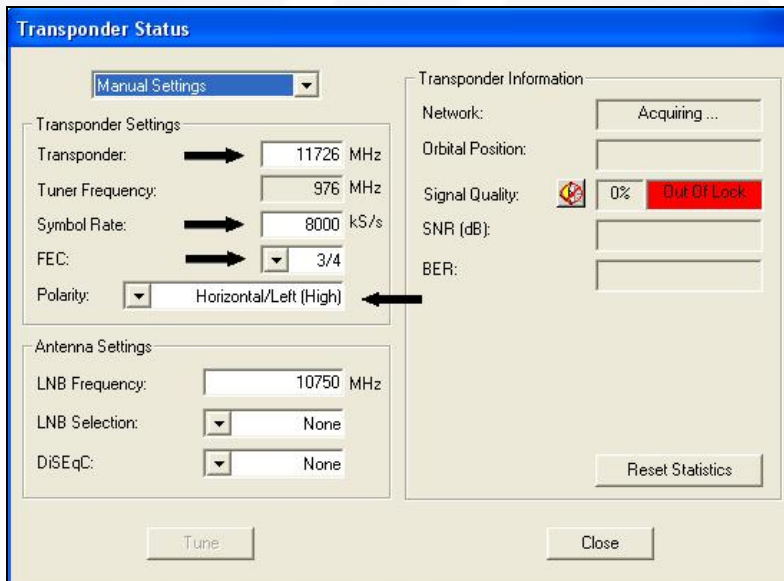 Transponder Status
Manual Settings
Transponder Settings
Transponder: 11726 MHz
Tuner Frequency: 976 MHz
Symbol Rate: 8000 kS/s
FEC: 3/4
Polarity: Horizontal/Left (High)
Antenna Settings
LNB Frequency: 10750 MHz
LNB Selection: None
DiSEqC: None
Tune
Transponder Information
Network: Acquiring ...
Orbital Position:
Signal Quality: 0% Out Of Lock
SNR (dB):
BER:
Reset Statistics
Close